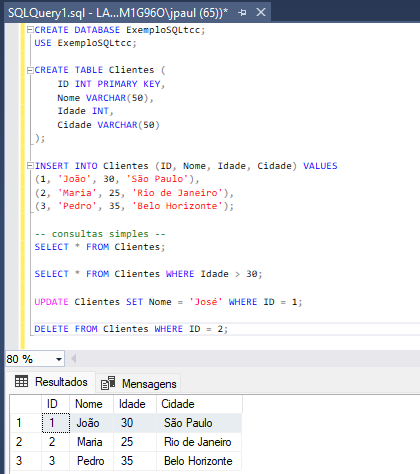 SQLQuery1.sql - LA...M1G96O\jpaul (65))*
CREATE DATABASE ExemploSQLtcc;
USE ExemploSQLtcc;
CREATE TABLE Clientes (
ID INT PRIMARY KEY,
Nome VARCHAR(50),
Idade INT,
Cidade VARCHAR(50)
);
INSERT INTO Clientes (ID, Nome, Idade, Cidade) VALUES
(1, 'João', 30, 'São Paulo'),
(2, 'Maria', 25, 'Rio de Janeiro'),
(3, 'Pedro', 35, 'Belo Horizonte');
-- consultas simples --
SELECT * FROM Clientes;
SELECT * FROM Clientes WHERE Idade > 30;
UPDATE Clientes SET Nome = 'José' WHERE ID = 1;
DELETE FROM Clientes WHERE ID = 2;
80 %
Resultados Mensagens
ID Nome Idade Cidade
1 1 João 30 São Paulo
2 2 Maria 25 Rio de Janeiro
3 3 Pedro 35 Belo Horizonte